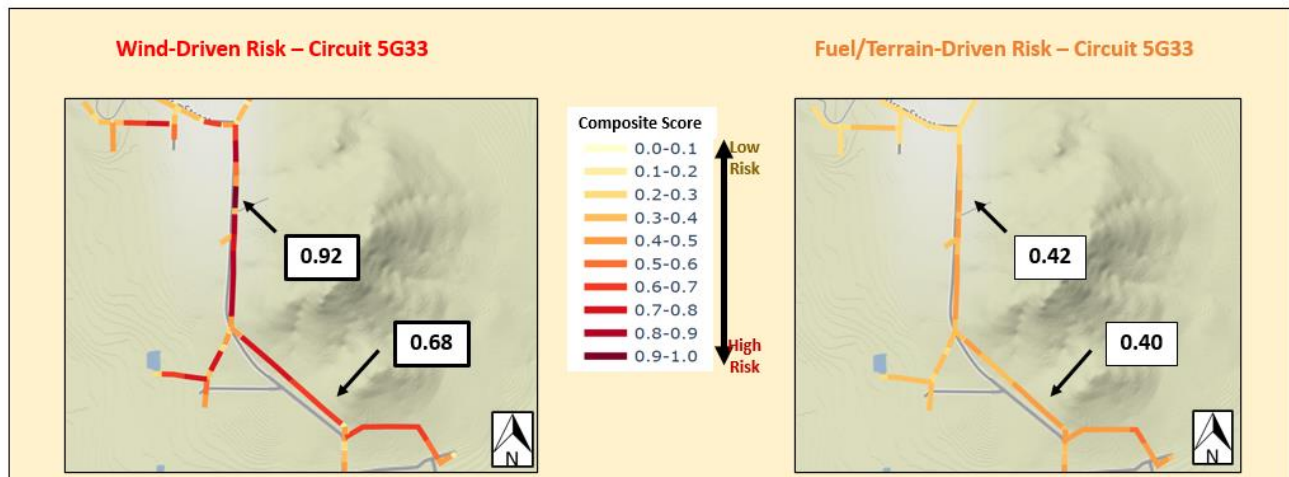 Wind-Driven Risk – Circuit 5G33
Fuel/Terrain-Driven Risk – Circuit 5G33
0.92
0.68
N
Composite Score
0.0-0.1
0.1-0.2
0.2-0.3
0.3-0.4
0.4-0.5
0.5-0.6
0.6-0.7
0.7-0.8
0.8-0.9
0.9-1.0
Low
Risk
High
Risk
0.42
0.40
N